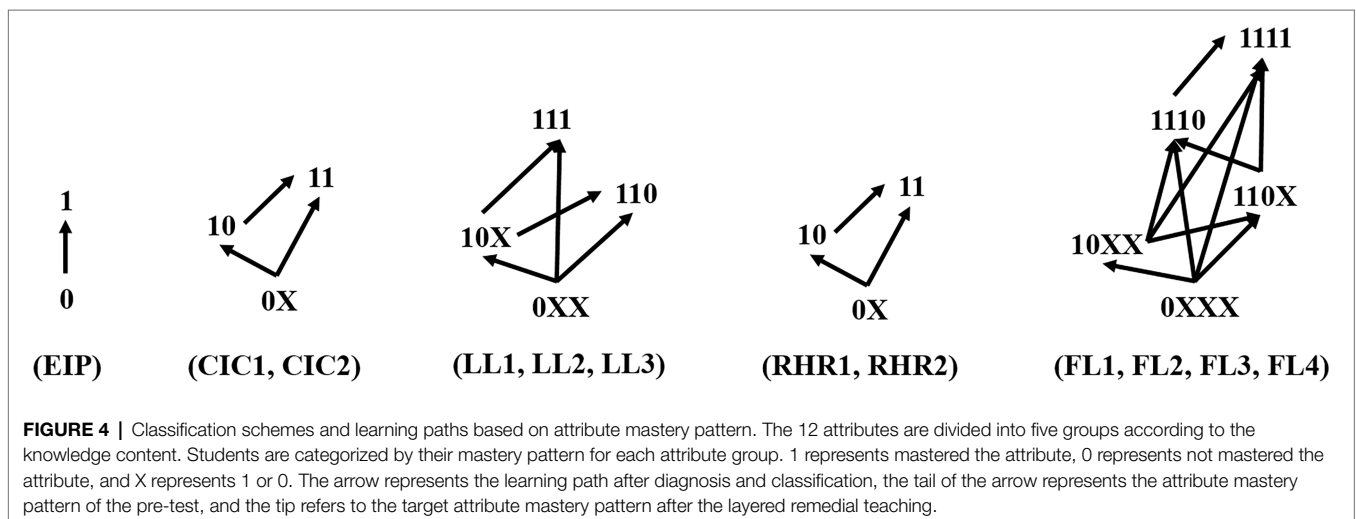 1
0
(EIP)
11
10
0X
(CIC1, CIC2)
111
110
10X
0XX
(LL1, LL2, LL3)
11
10
0X
(RHR1, RHR2)
1111
1110
110X
10XX
0XXX
(FL1, FL2, FL3, FL4)
FIGURE 4 | Classification schemes and learning paths based on attribute mastery pattern. The 12 attributes are divided into five groups according to the
knowledge content. Students are categorized by their mastery pattern for each attribute group. 1 represents mastered the attribute, 0 represents not mastered the
attribute, and X represents 1 or 0. The arrow represents the learning path after diagnosis and classification, the tail of the arrow represents the attribute mastery
pattern of the pre-test, and the tip refers to the target attribute mastery pattern after the layered remedial teaching.